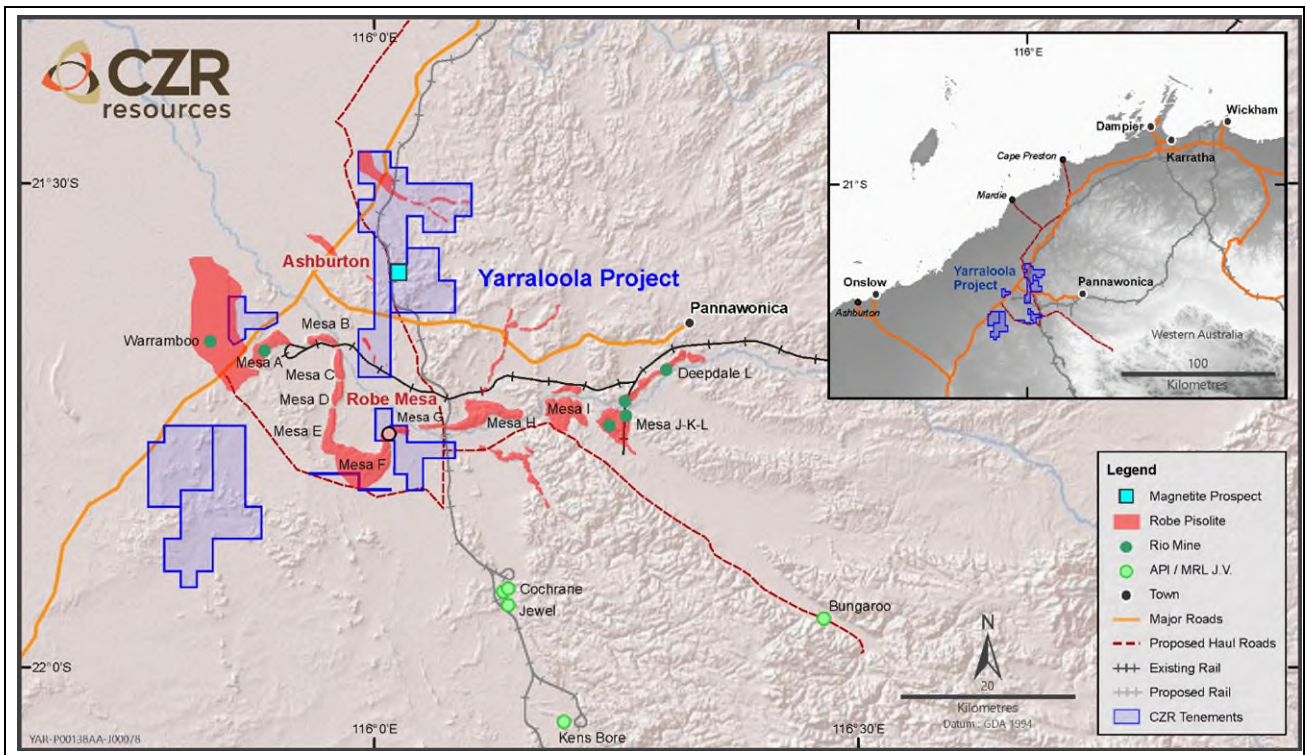 CZR
resources
116°0'E
21°30'S
Ashburton
Yarraloola Project
Pannawonica
Warramboo
Mesa A
Mesa B
Mesa C
Mesa D
Mesa E
Mesa F
Robe Mesa
Mesa G
Mesa H
Mesa I
Deepdale L
Mesa J-K-L
Cochrane
Jewel
Bungaroo
Kens Bore
22°0'S
116°0'E
116°30'E
N
20
Kilometres
Datum : GDA 1994
YAR-P00138AA-J00078
116°E
Wickham
Dampier
Karratha
Cape Preston
21°S
Mardie
Onslow
Ashburton
Yarraloola
Project
Pannawonica
Western Australia
100
Kilometres
Legend
Magnetite Prospect
Robe Pisolite
Rio Mine
API / MRL J.V.
Town
Major Roads
Proposed Haul Roads
Existing Rail
Proposed Rail
CZR Tenements